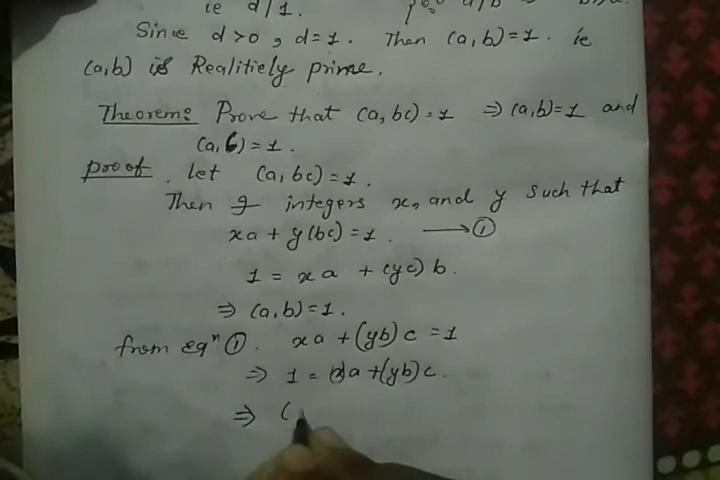 ie d/1.
Since d>0, d=1. Then (a,b)=1. ie
(a,b) is Realitiely prime.
Theorem: Prove that (a,bc)=1 ⇒ (a,b)=1 and
(a,c)=1.
proof. let (a,bc)=1.
Then ∃ integers x, and y such that
xa + y(bc)=1. ⟶ ①
1 = xa + (yc)b.
⇒ (a,b)=1.
from eqⁿ ①. xa +(yb)c =1
⇒ 1 = xa +(yb)c.
⇒ (